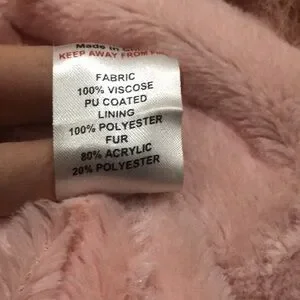 Made in
KEEP AWAY FROM
FABRIC
100% VISCOSE
PU COATED
LINING
100% POLYESTER
FUR
80% ACRYLIC
20% POLYESTER